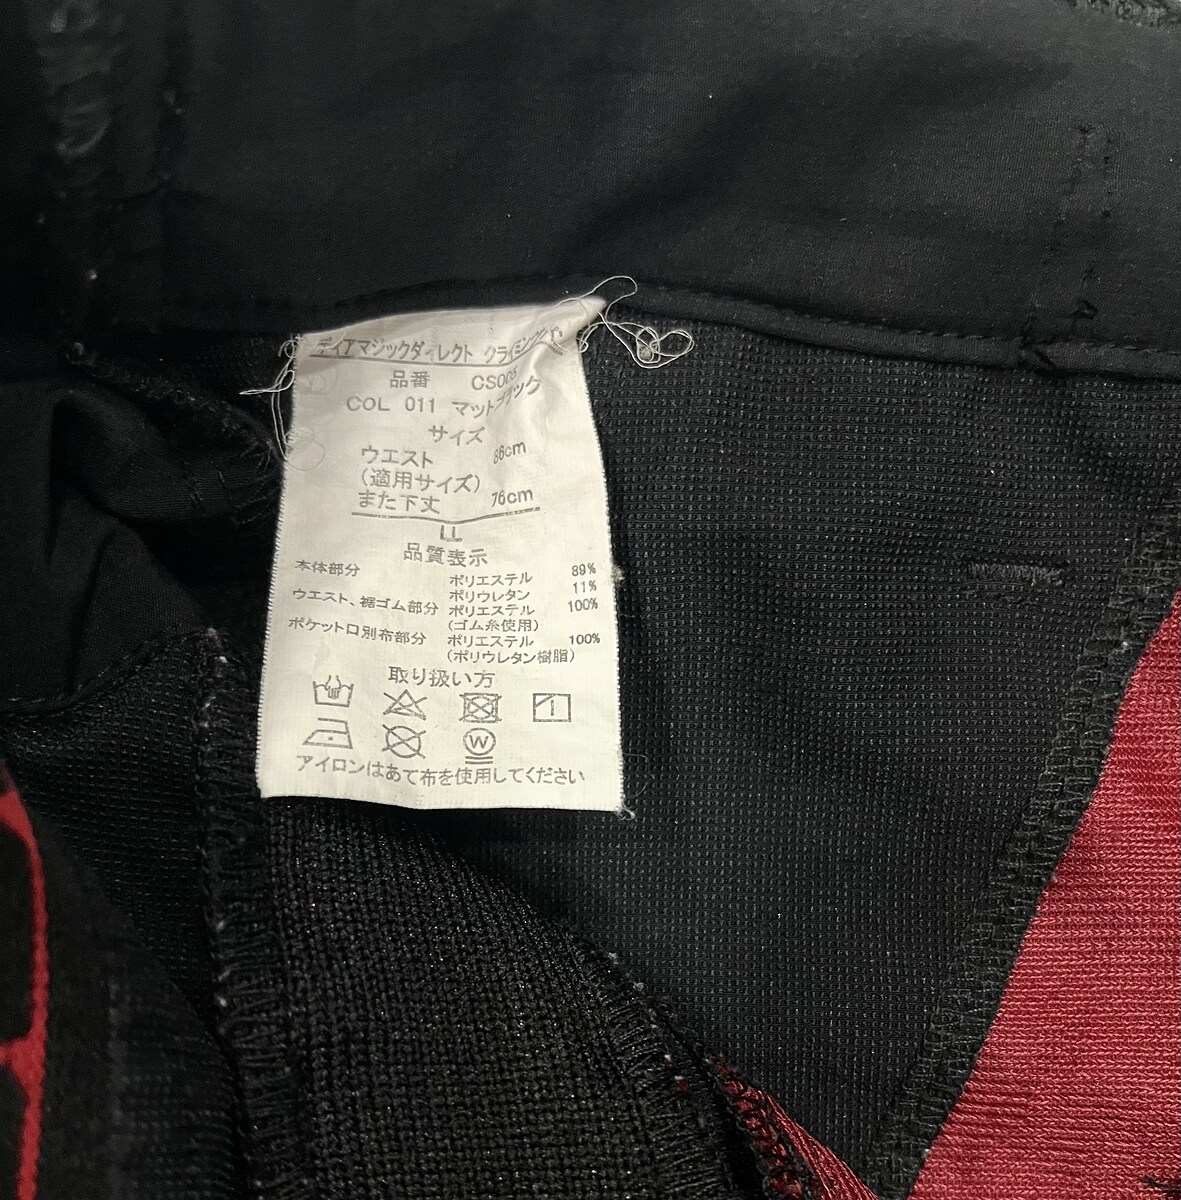 ディアマジックダイレクト クライミングパ
品番 CS005
COL 011 マットブラック
サイズ
ウエスト 86cm
(適用サイズ)
また下丈 76cm
LL
品質表示
本体部分 ポリエステル 89%
ポリウレタン 11%
ウエスト、裾ゴム部分 ポリエステル 100%
(ゴム糸使用)
ポケット口別布部分 ポリエステル 100%
(ポリウレタン樹脂)
取り扱い方
W
アイロンはあて布を使用してください